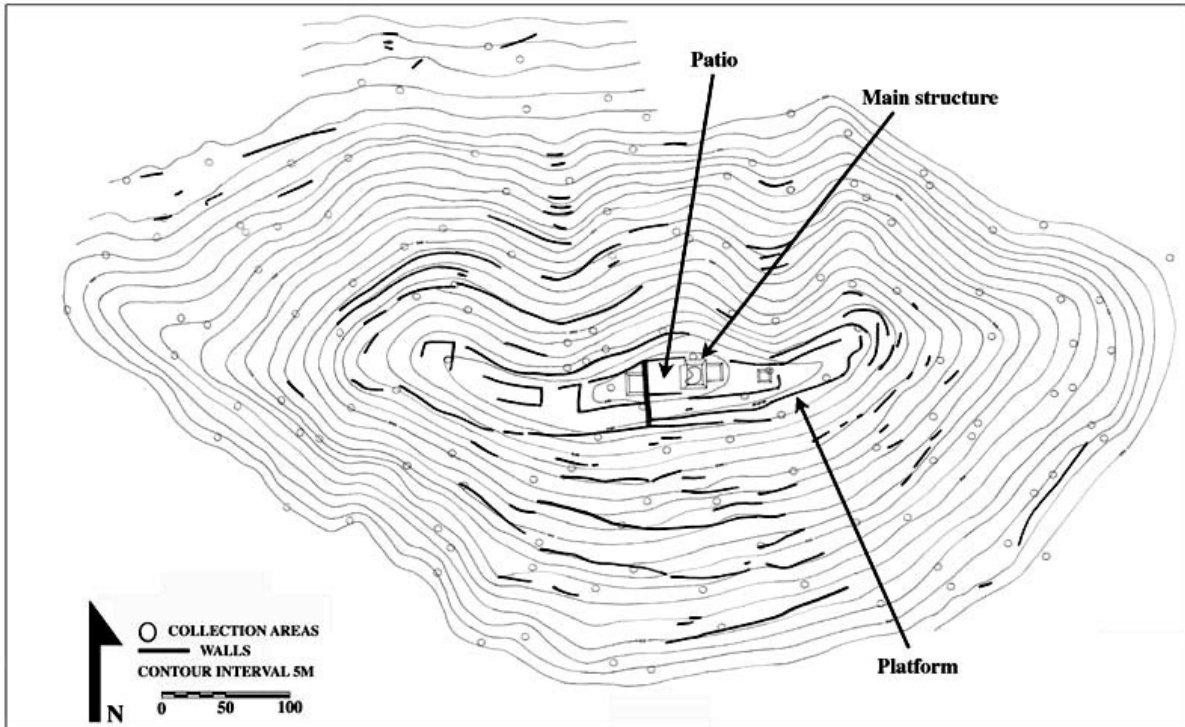 Patio
Main structure
Platform
COLLECTION AREAS
WALLS
CONTOUR INTERVAL 5M
0 50 100
N